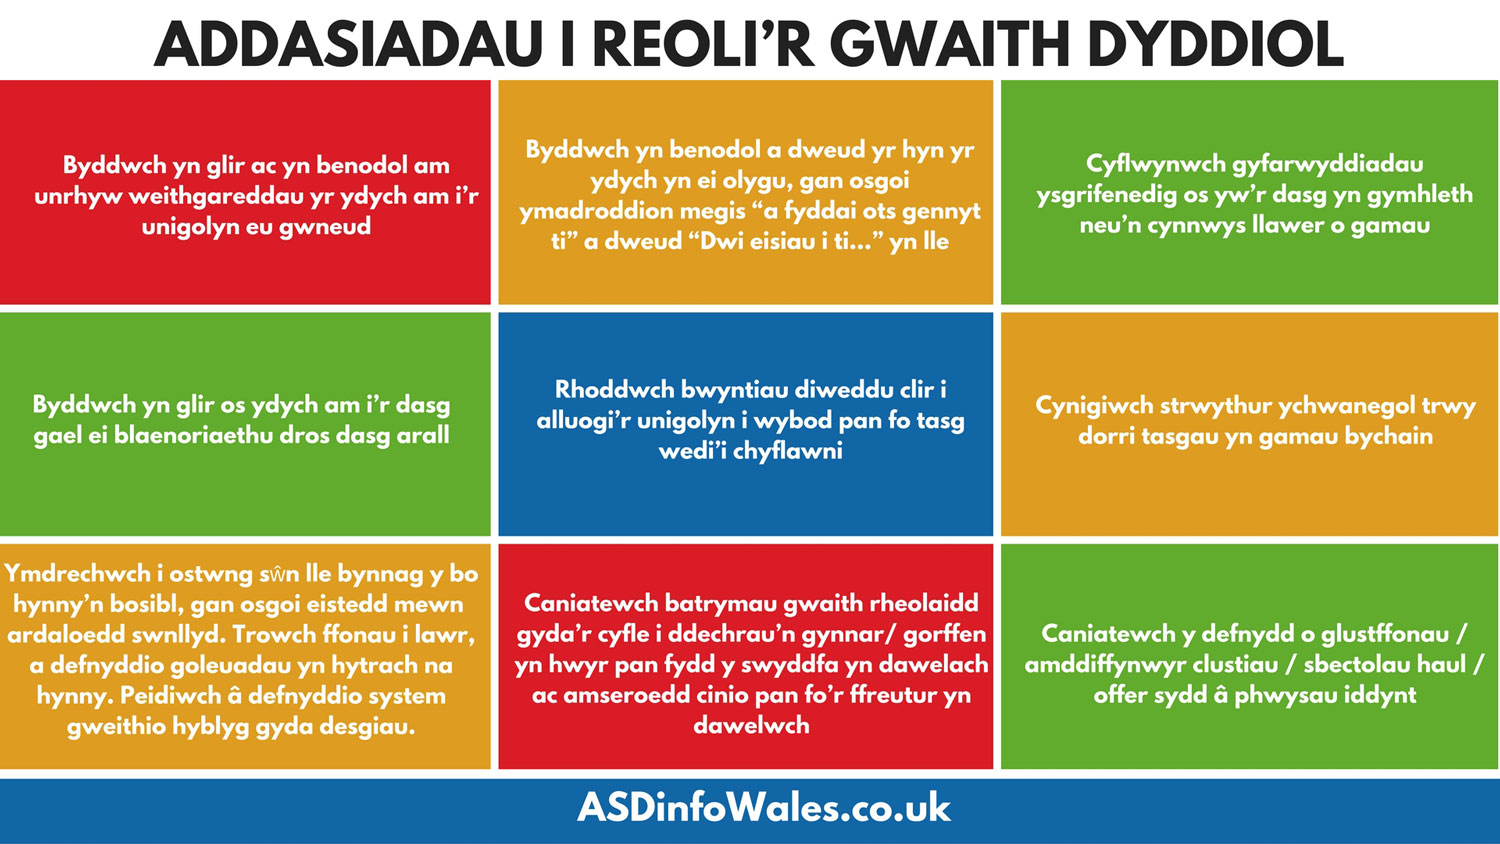 ADDASIADAU I REOLI’R GWAITH DYDDIOL
Byddwch yn glir ac yn benodol am
unrhyw weithgareddau yr ydych am i’r
unigolyn eu gwneud
Byddwch yn benodol a dweud yr hyn yr
ydych yn ei olygu, gan osgoi
ymadroddion megis “a fyddai ots gennyt
ti” a dweud “Dwi eisiau i ti...” yn lle
Cyflwynwch gyfarwyddiadau
ysgrifenedig os yw’r dasg yn gymhleth
neu’n cynnwys llawer o gamau
Byddwch yn glir os ydych am i’r dasg
gael ei blaenoriaethu dros dasg arall
Rhoddwch bwyntiau diweddu clir i
alluogi’r unigolyn i wybod pan fo tasg
wedi’i chyflawni
Cynigiwch strwythur ychwanegol trwy
dorri tasgau yn gamau bychain
Ymdrechwch i ostwng sŵn lle bynnag y bo
hynny’n bosibl, gan osgoi eistedd mewn
ardaloedd swnllyd. Trowch ffonau i lawr,
a defnyddio goleuadau yn hytrach na
hynny. Peidiwch â defnyddio system
gweithio hyblyg gyda desgiau.
Caniatewch batrymau gwaith rheolaidd
gyda’r cyfle i ddechrau’n gynnar/ gorffen
yn hwyr pan fydd y swyddfa yn dawelach
ac amseroedd cinio pan fo’r ffreutur yn
dawelwch
Caniatewch y defnydd o glustffonau /
amddiffynwyr clustiau / sbectolau haul /
offer sydd â phwysau iddynt
ASDinfoWales.co.uk